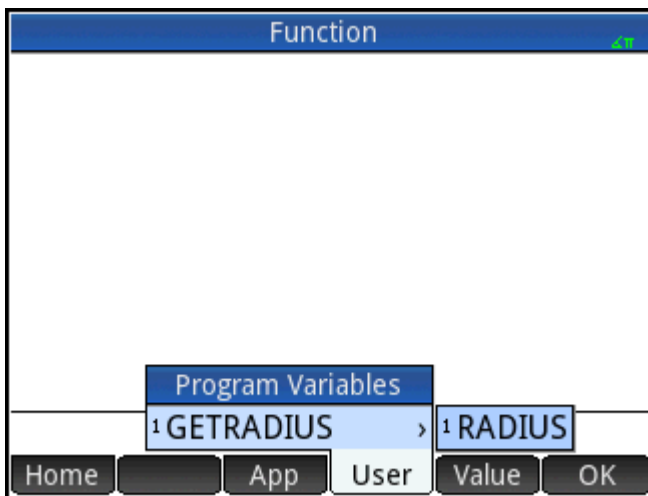 Function
∡π
Program Variables
1 GETRADIUS ›
1 RADIUS
Home App User Value OK